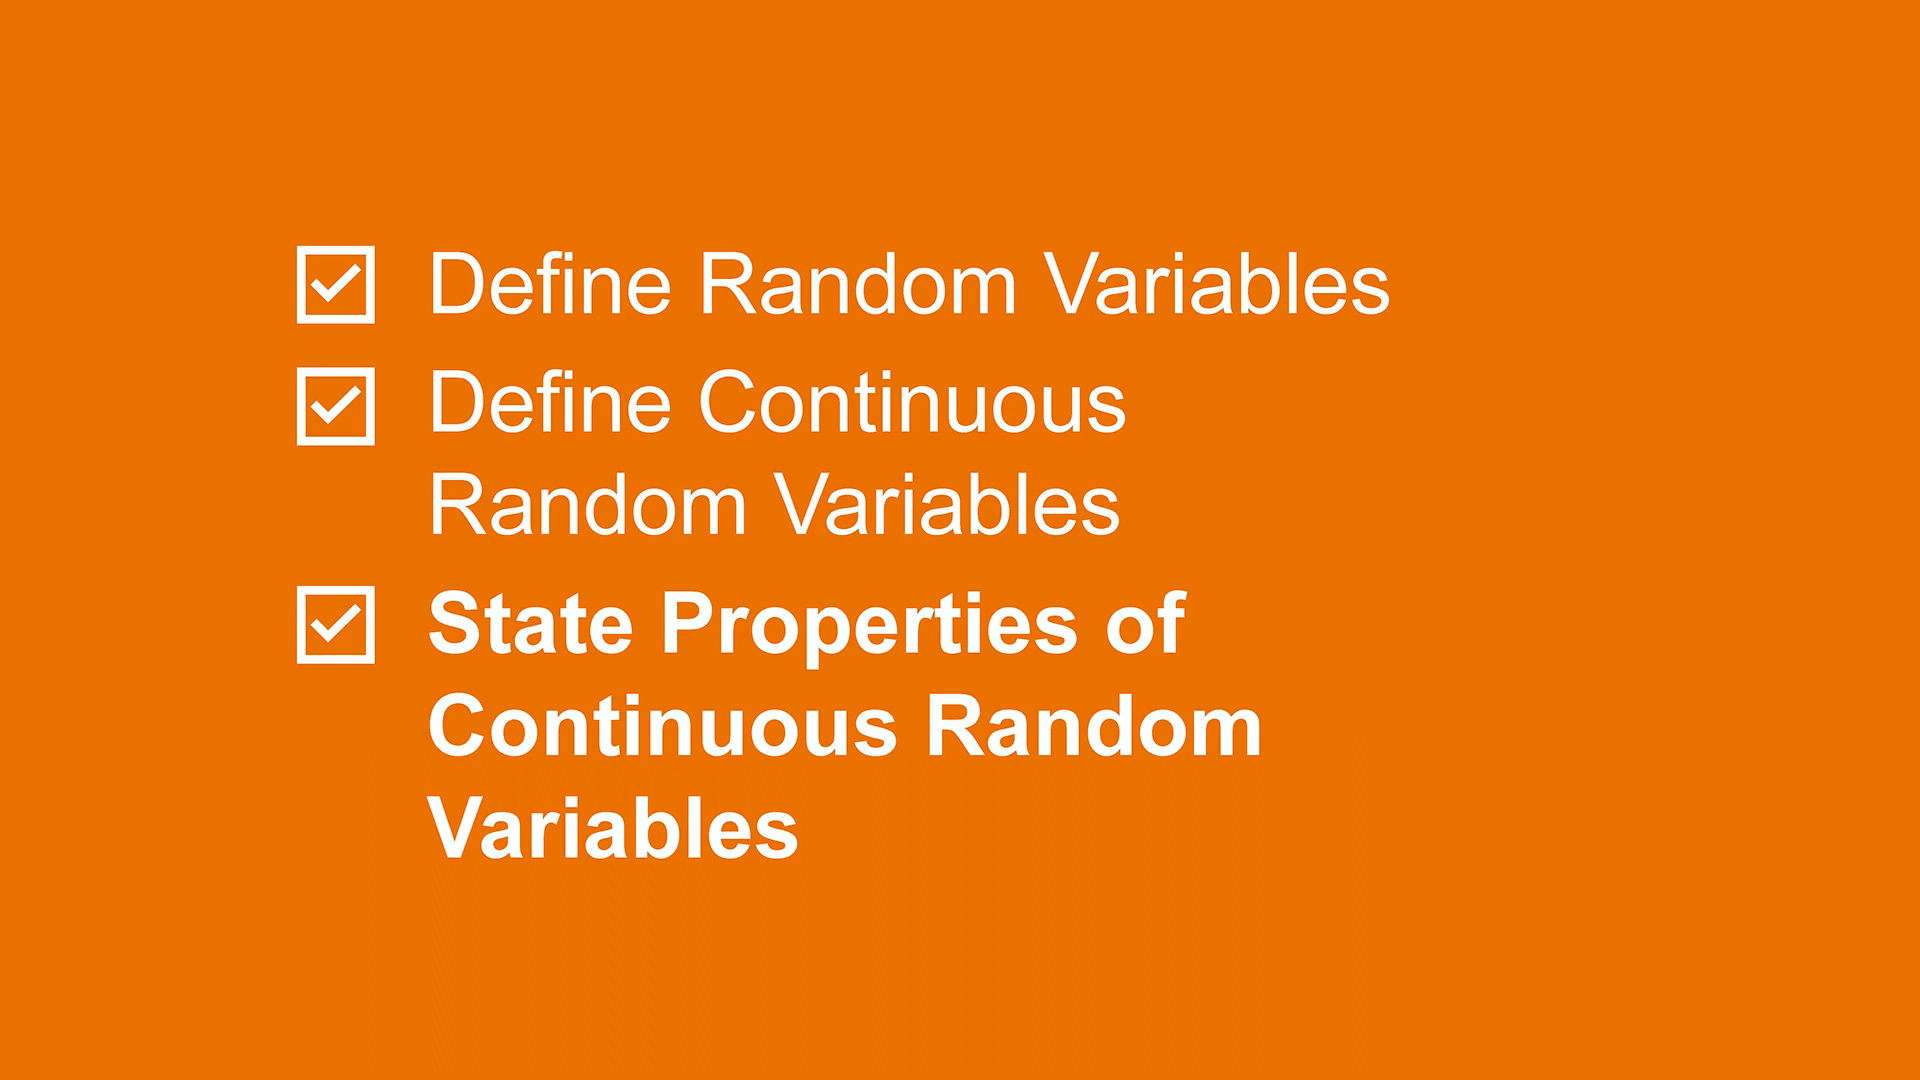 Define Random Variables
Define Continuous
Random Variables
State Properties of
Continuous Random
Variables